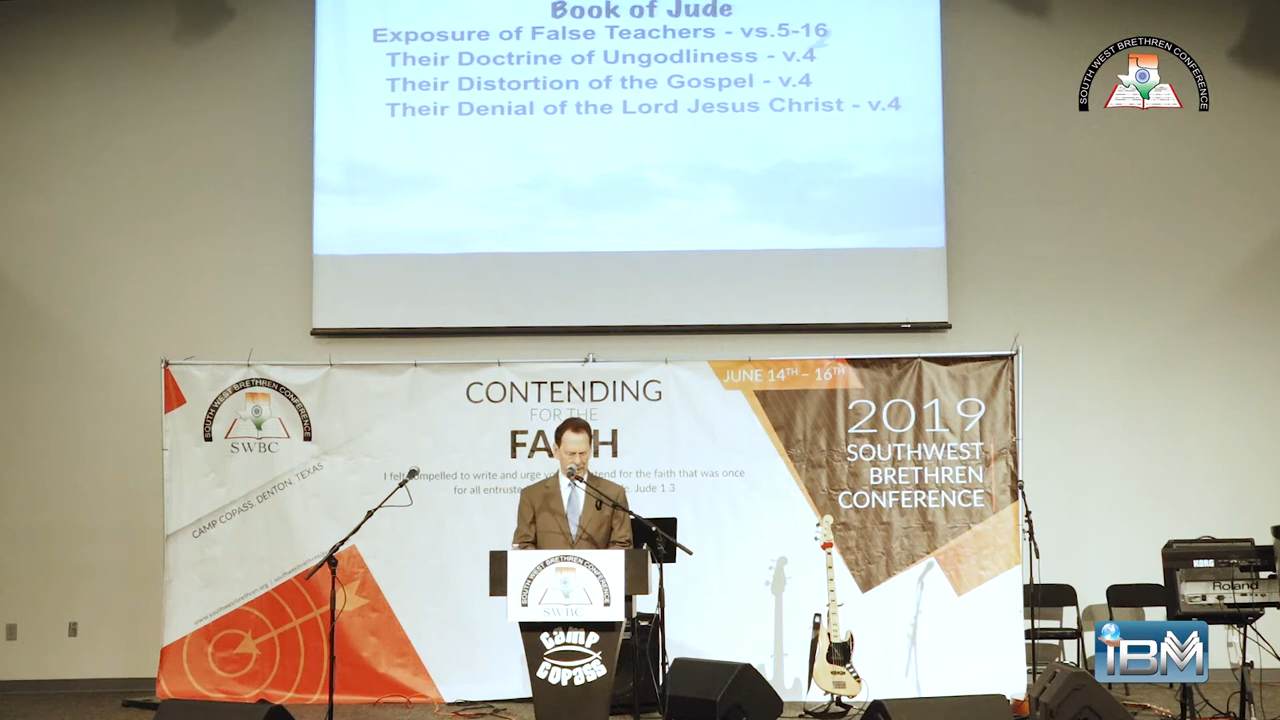 Book of Jude
Exposure of False Teachers - vs.5-16
Their Doctrine of Ungodliness - v.4
Their Distortion of the Gospel - v.4
Their Denial of the Lord Jesus Christ - v.4
SOUTH WEST BRETHREN CONFERENCE
SOUTH WEST BRETHREN CONFERENCE
SWBC
CAMP COPASS, DENTON, TEXAS
CONTENDING
FOR THE
FA H
I felt compelled to write and urge tend for the faith that was once
for all Jude 1 3
JUNE 14TH – 16TH
2019
SOUTHWEST
BRETHREN
CONFERENCE
SOUTH WEST BRETHREN CONFERENCE
SWBC
CAMP
COPASS
KORG
Roland
iBM